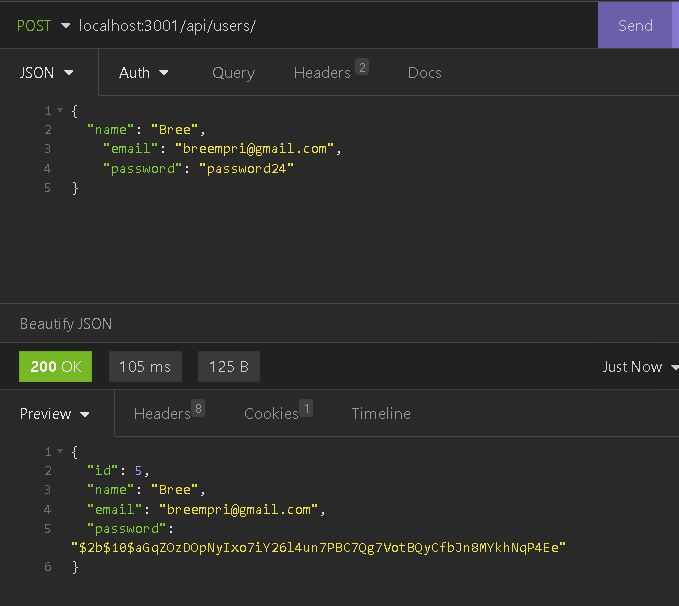 POST localhost:3001/api/users/ Send
JSON Auth Query Headers 2 Docs
1 {
2 "name": "Bree",
3 "email": "breempri@gmail.com",
4 "password": "password24"
5 }
Beautify JSON
200 OK 105 ms 125 B Just Now
Preview Headers 8 Cookies 1 Timeline
1 {
2 "id": 5,
3 "name": "Bree",
4 "email": "breempri@gmail.com",
5 "password":
"$2b$10$aGqZOzDOpNyIxo7iY26l4un7PBC7Qg7VotBQyCfbJn8MYkhNqP4Ee"
6 }